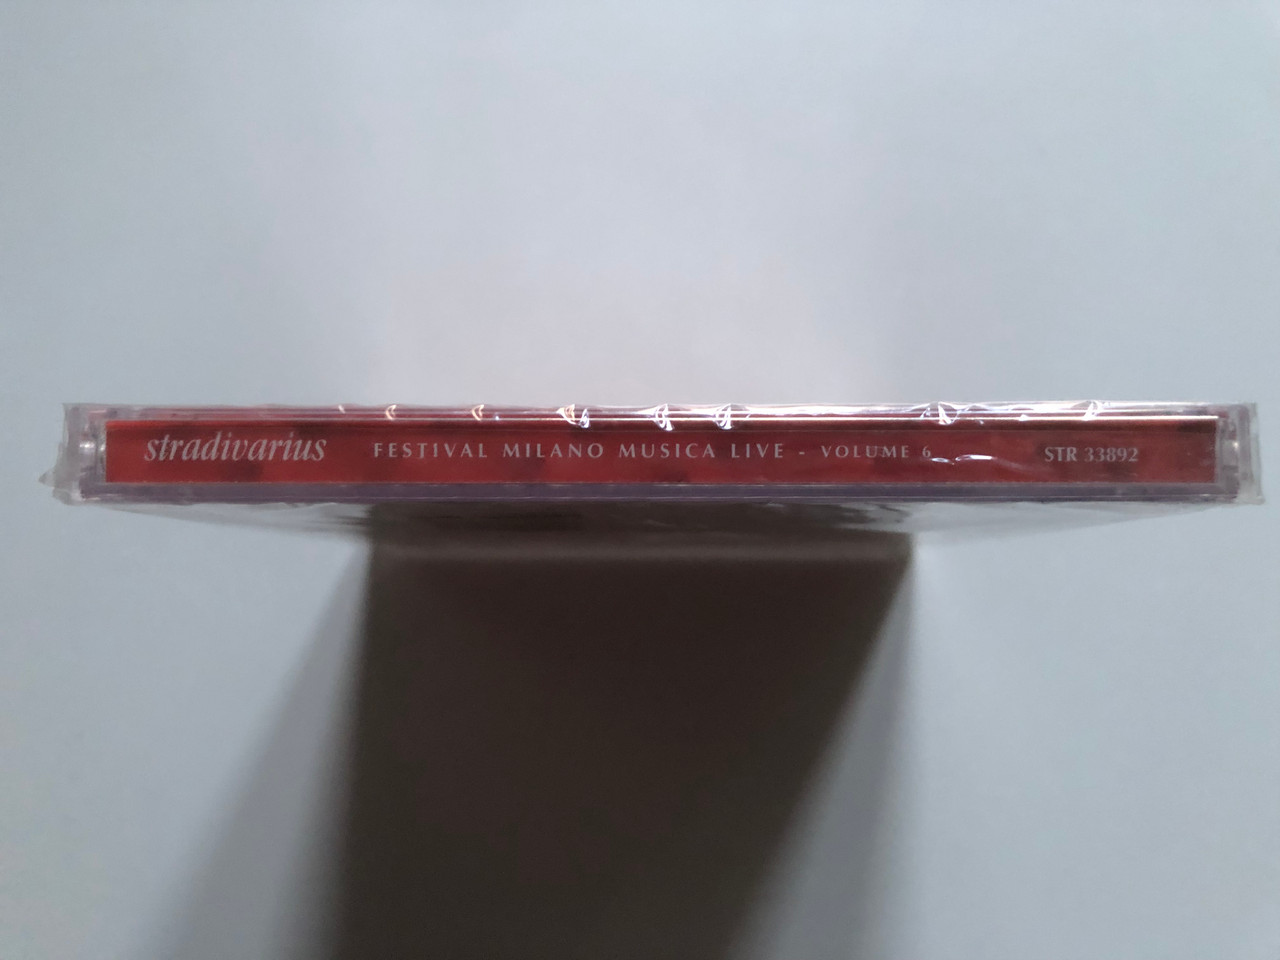 stradivarius FESTIVAL MILANO MUSICA LIVE - VOLUME 6 STR 33892